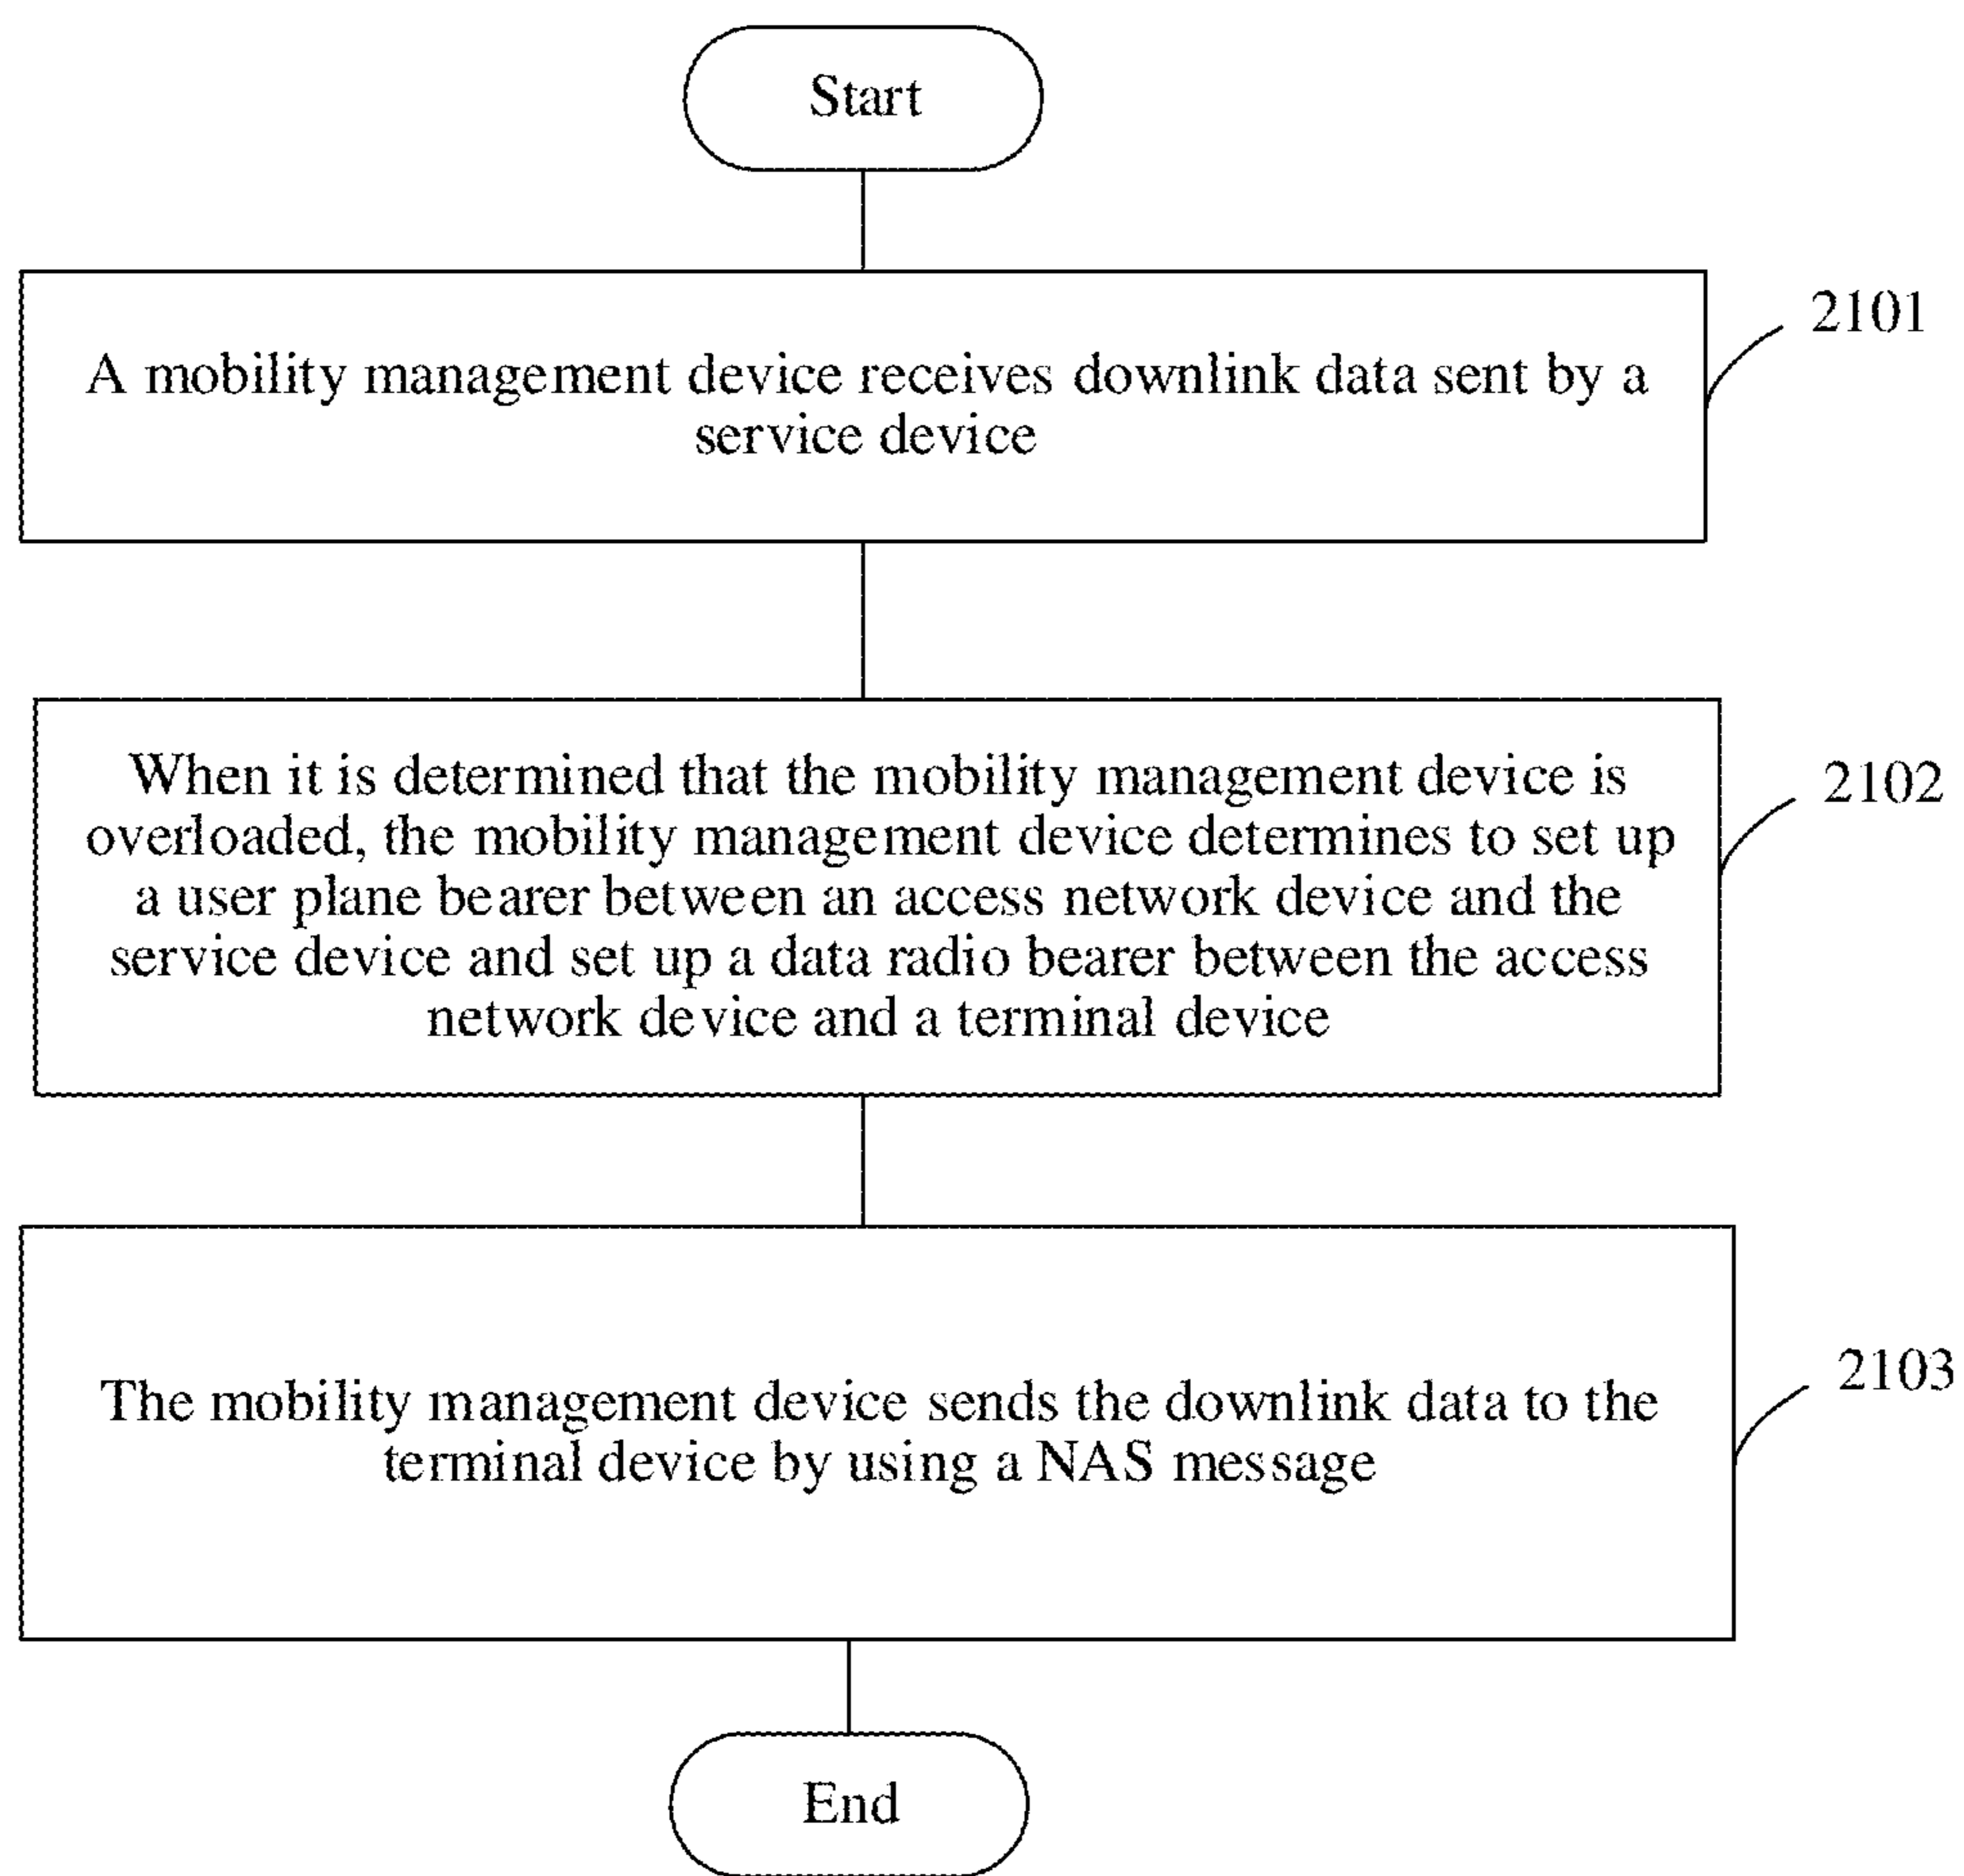 Start
A mobility management device receives downlink data sent by a
service device
2101
When it is determined that the mobility management device is
overloaded, the mobility management device determines to set up
a user plane bearer between an access network device and the
service device and set up a data radio bearer between the access
network device and a terminal device
2102
The mobility management device sends the downlink data to the
terminal device by using a NAS message
2103
End